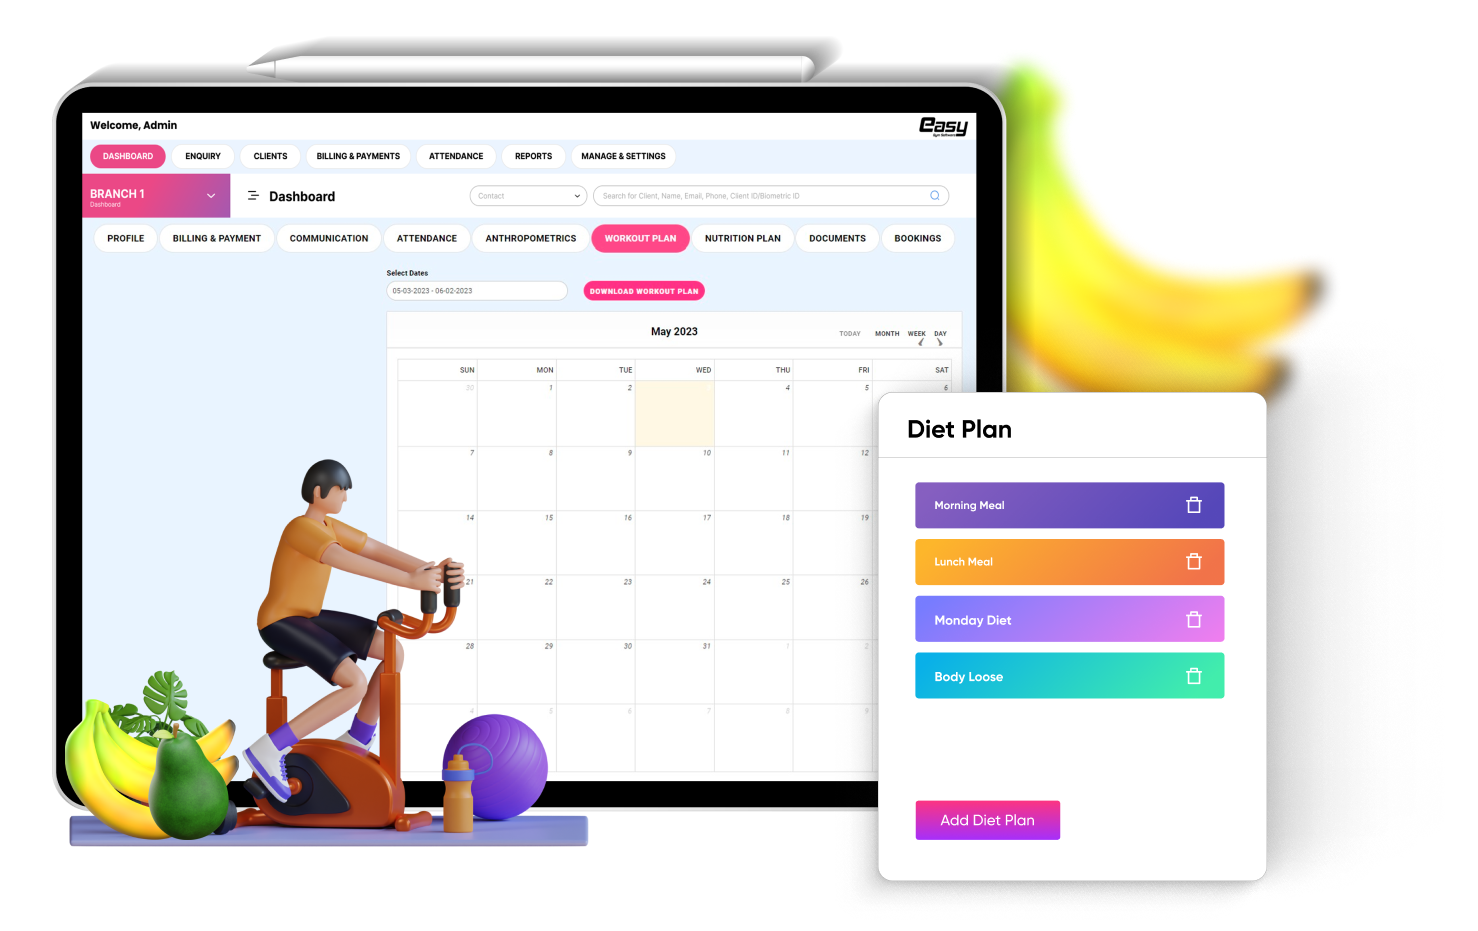 Welcome, Admin
Easy
Gym Software
DASHBOARD ENQUIRY CLIENTS BILLING & PAYMENTS ATTENDANCE REPORTS MANAGE & SETTINGS
BRANCH 1
Dashboard
Dashboard
Contact
Search for Client, Name, Email, Phone, Client ID/Biometric ID
PROFILE BILLING & PAYMENT COMMUNICATION ATTENDANCE ANTHROPOMETRICS WORKOUT PLAN NUTRITION PLAN DOCUMENTS BOOKINGS
Select Dates
05-03-2023 - 06-02-2023
DOWNLOAD WORKOUT PLAN
May 2023
TODAY MONTH WEEK DAY
SUN MON TUE WED THU FRI SAT
30 1 2 4 5 6
7 8 9 10 11 12
14 15 16 17 18 19
21 22 23 24 25 26
28 29 30 31 1 2
4 5 6 7 8 9
Diet Plan
Morning Meal
Lunch Meal
Monday Diet
Body Loose
Add Diet Plan